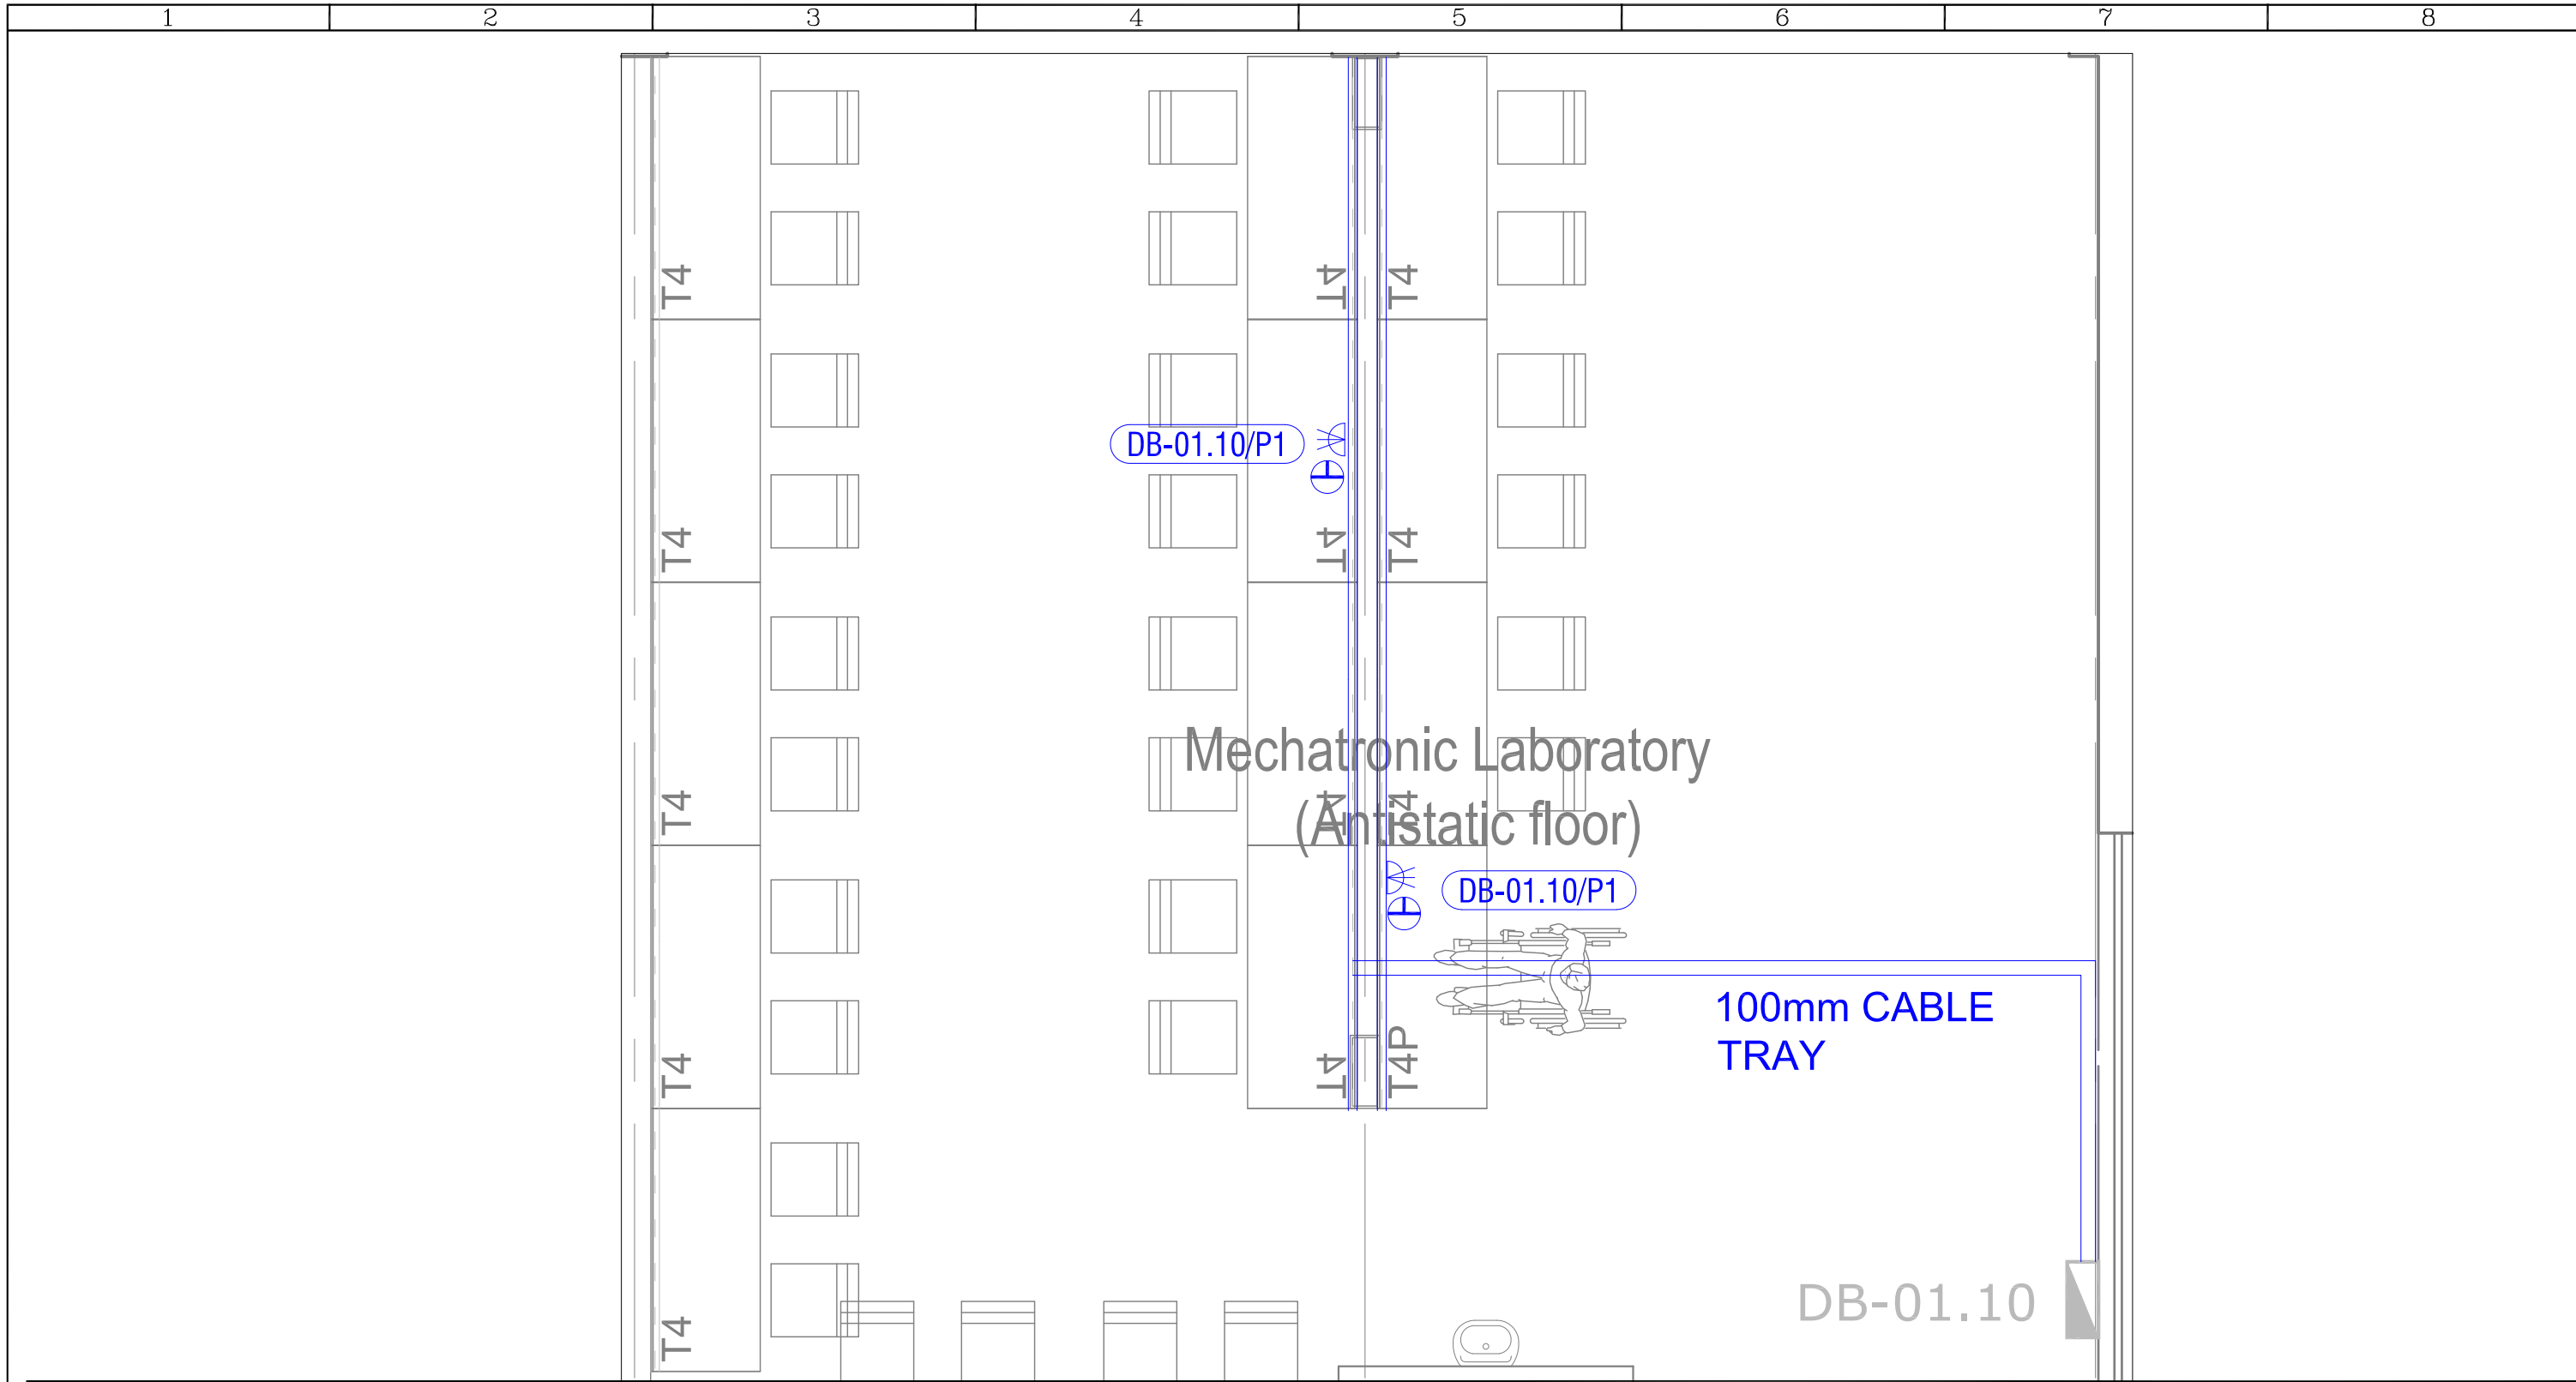 1 2 3 4 5 6 7 8
T4 T4 T4
DB-01.10/P1
T4 T4 T4
Mechatronic Laboratory
(Antistatic floor)
T4 T4 T4
DB-01.10/P1
100mm CABLE
TRAY
T4 T4 T4P
DB-01.10
T4